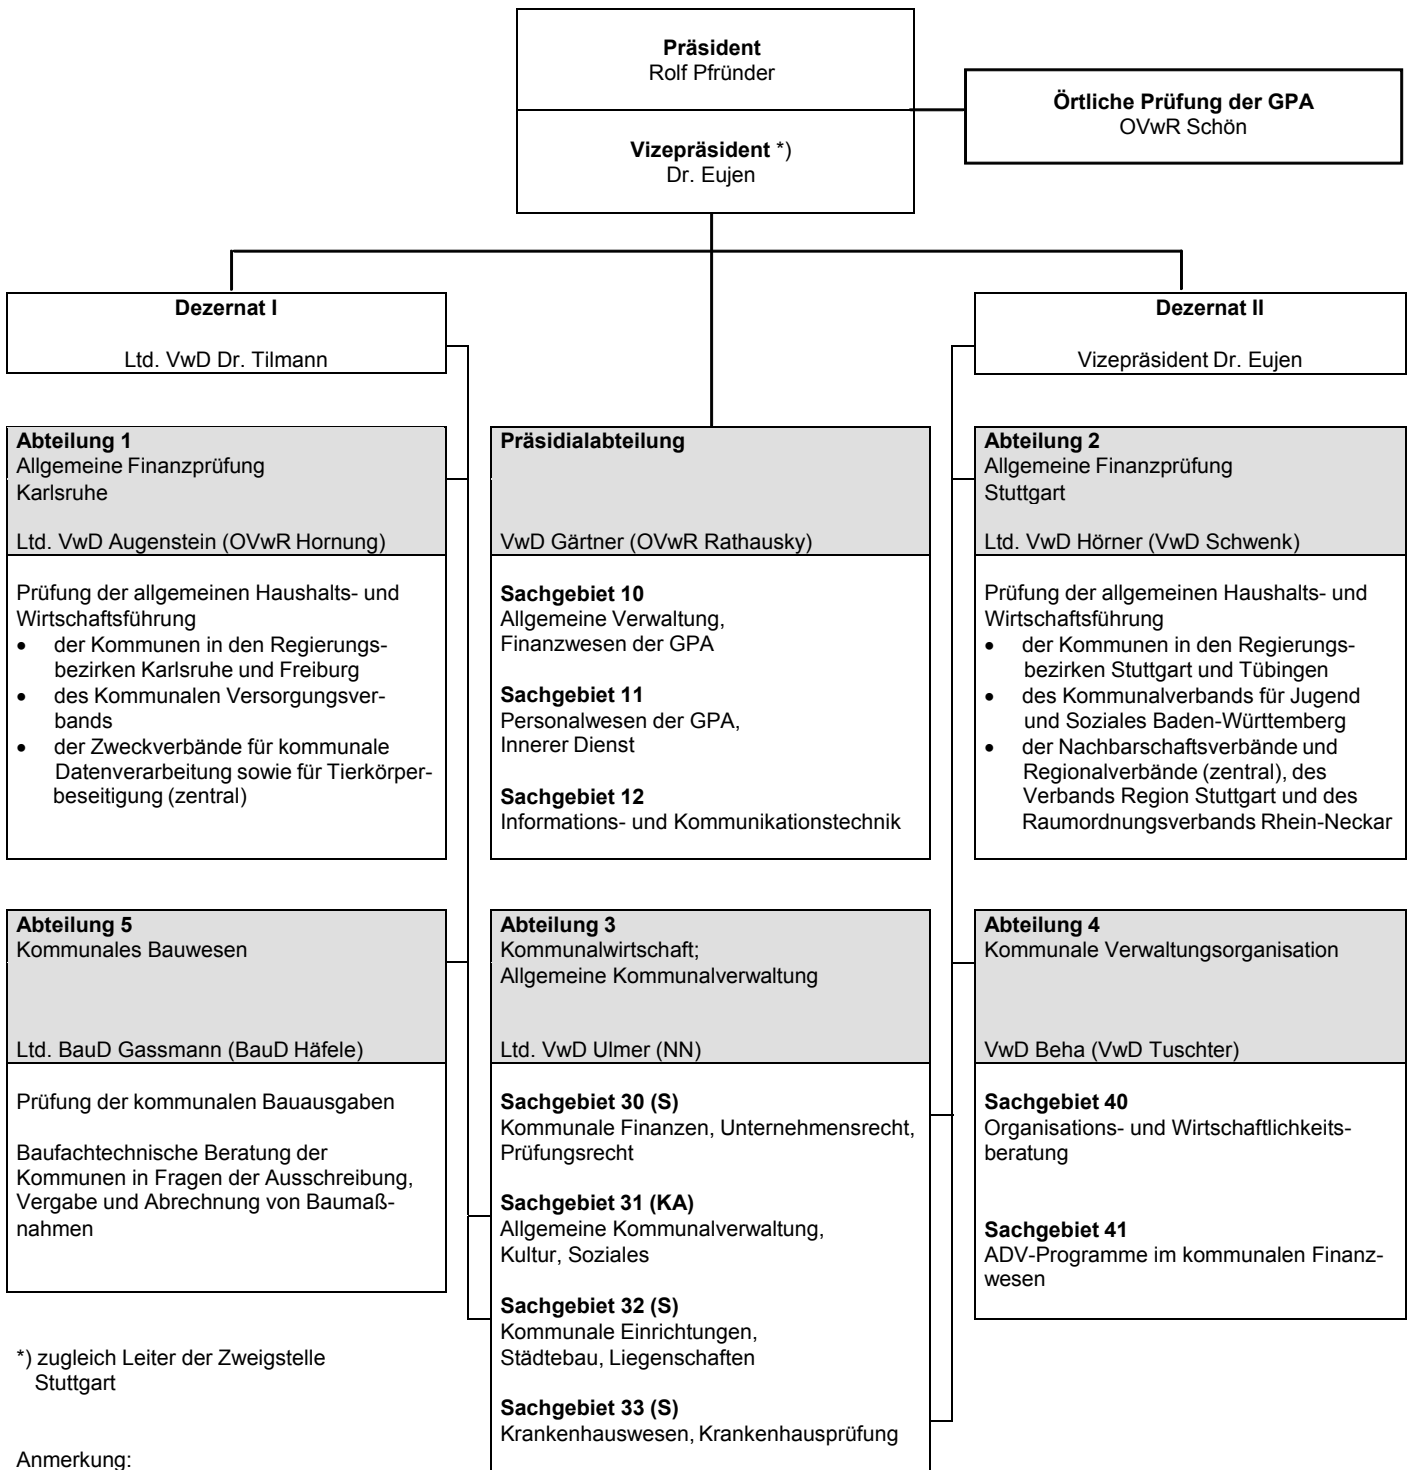 Präsident
Rolf Pfründer
Örtliche Prüfung der GPA
OVwR Schön
Vizepräsident *)
Dr. Eujen
Dezernat I
Ltd. VwD Dr. Tilmann
Dezernat II
Vizepräsident Dr. Eujen
Abteilung 1
Allgemeine Finanzprüfung
Karlsruhe
Ltd. VwD Augenstein (OVwR Hornung)
Prüfung der allgemeinen Haushalts- und
Wirtschaftsführung
• der Kommunen in den Regierungs-
bezirken Karlsruhe und Freiburg
• des Kommunalen Versorgungsver-
bands
• der Zweckverbände für kommunale
Datenverarbeitung sowie für Tierkörper-
beseitigung (zentral)
Präsidialabteilung
VwD Gärtner (OVwR Rathausky)
Sachgebiet 10
Allgemeine Verwaltung,
Finanzwesen der GPA
Sachgebiet 11
Personalwesen der GPA,
Innerer Dienst
Sachgebiet 12
Informations- und Kommunikationstechnik
Abteilung 2
Allgemeine Finanzprüfung
Stuttgart
Ltd. VwD Hörner (VwD Schwenk)
Prüfung der allgemeinen Haushalts- und
Wirtschaftsführung
• der Kommunen in den Regierungs-
bezirken Stuttgart und Tübingen
• des Kommunalverbands für Jugend
und Soziales Baden-Württemberg
• der Nachbarschaftsverbände und
Regionalverbände (zentral), des
Verbands Region Stuttgart und des
Raumordnungsverbands Rhein-Neckar
Abteilung 5
Kommunales Bauwesen
Ltd. BauD Gassmann (BauD Häfele)
Prüfung der kommunalen Bauausgaben
Baufachtechnische Beratung der
Kommunen in Fragen der Ausschreibung,
Vergabe und Abrechnung von Baumaß-
nahmen
Abteilung 3
Kommunalwirtschaft;
Allgemeine Kommunalverwaltung
Ltd. VwD Ulmer (NN)
Sachgebiet 30 (S)
Kommunale Finanzen, Unternehmensrecht,
Prüfungsrecht
Sachgebiet 31 (KA)
Allgemeine Kommunalverwaltung,
Kultur, Soziales
Sachgebiet 32 (S)
Kommunale Einrichtungen,
Städtebau, Liegenschaften
Sachgebiet 33 (S)
Krankenhauswesen, Krankenhausprüfung
Abteilung 4
Kommunale Verwaltungsorganisation
VwD Beha (VwD Tuschter)
Sachgebiet 40
Organisations- und Wirtschaftlichkeits-
beratung
Sachgebiet 41
ADV-Programme im kommunalen Finanz-
wesen
*) zugleich Leiter der Zweigstelle
Stuttgart
Anmerkung: